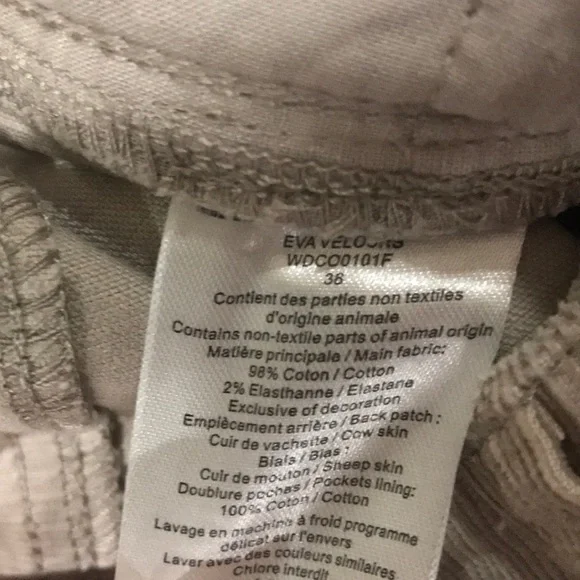 EVA VELOURS
WDCO0101F
36
Contient des parties non textiles
d'origine animale
Contains non-textile parts of animal origin
Matière principale / Main fabric:
98% Coton / Cotton
2% Elasthanne / Elastane
Exclusive of decoration
Empiècement arrière / Back patch :
Cuir de vachette / Cow skin
Biais / Bias :
Cuir de mouton / Sheep skin
Doublure poches / Pockets lining:
100% Coton / Cotton
Lavage en machine à froid programme
délicat sur l'envers
Laver avec des couleurs similaires
Chlore interdit